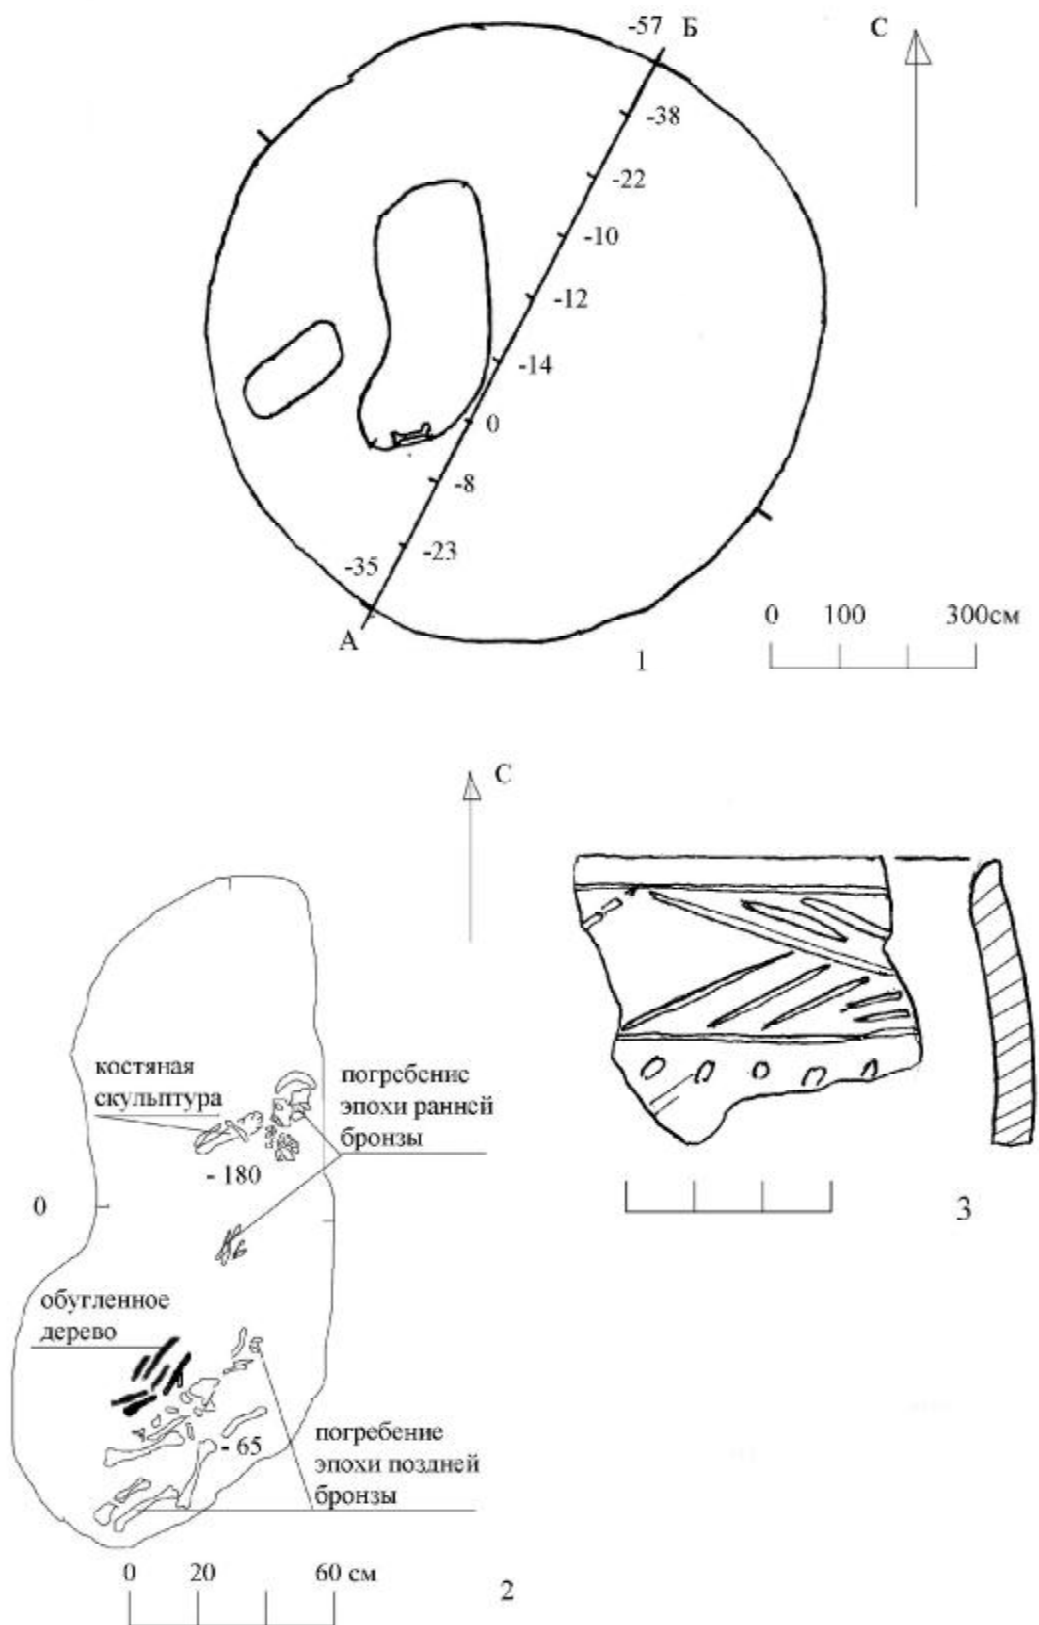 -57 Б
С
-38
-22
-10
-12
-14
0
-8
-23
-35
А
0 100 300см
1
С
костяная
скульптура
погребение
эпохи ранней
бронзы
- 180
0
обугленное
дерево
- 65
погребение
эпохи поздней
бронзы
0 20 60 см
2
3